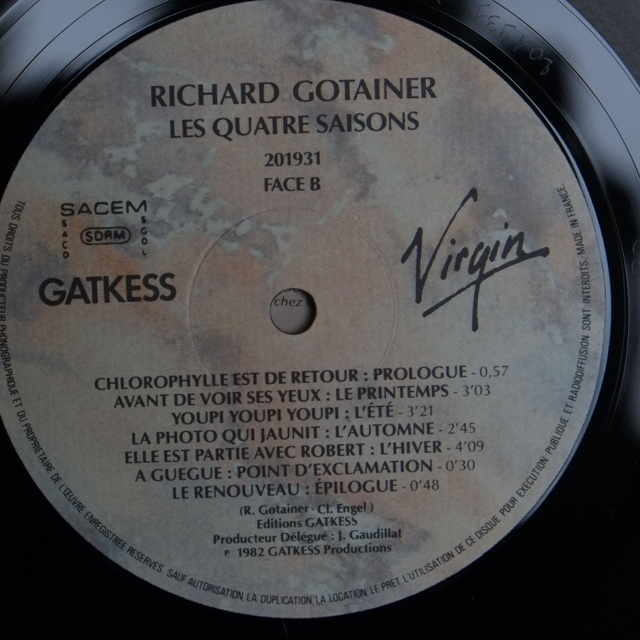 RICHARD GOTAINER
LES QUATRE SAISONS
201931
FACE B
SACEM
SACD
SDRM
SGDL
GATKESS
Virgin
chez
CHLOROPHYLLE EST DE RETOUR : PROLOGUE - 0,57
AVANT DE VOIR SES YEUX : LE PRINTEMPS - 3'03
YOUPI YOUPI YOUPI : L'ÉTÉ - 3'21
LA PHOTO QUI JAUNIT : L'AUTOMNE - 2'45
ELLE EST PARTIE AVEC ROBERT : L'HIVER - 4'09
A GUEGUE : POINT D'EXCLAMATION - 0'30
LE RENOUVEAU : ÉPILOGUE - 0'48
(R. Gotainer - Cl. Engel)
Editions GATKESS
Producteur Délégué : J. Gaudillat
P 1982 GATKESS Productions
TOUS DROITS DU PRODUCTEUR PHONOGRAPHIQUE ET DU PROPRIETAIRE DE L'ŒUVRE ENREGISTREE RESERVES. SAUF AUTORISATION, LA DUPLICATION, LA LOCATION, LE PRET, L'UTILISATION DE CE DISQUE POUR EXECUTION PUBLIQUE ET RADIODIFFUSION SONT INTERDITS. MADE IN FRANCE.